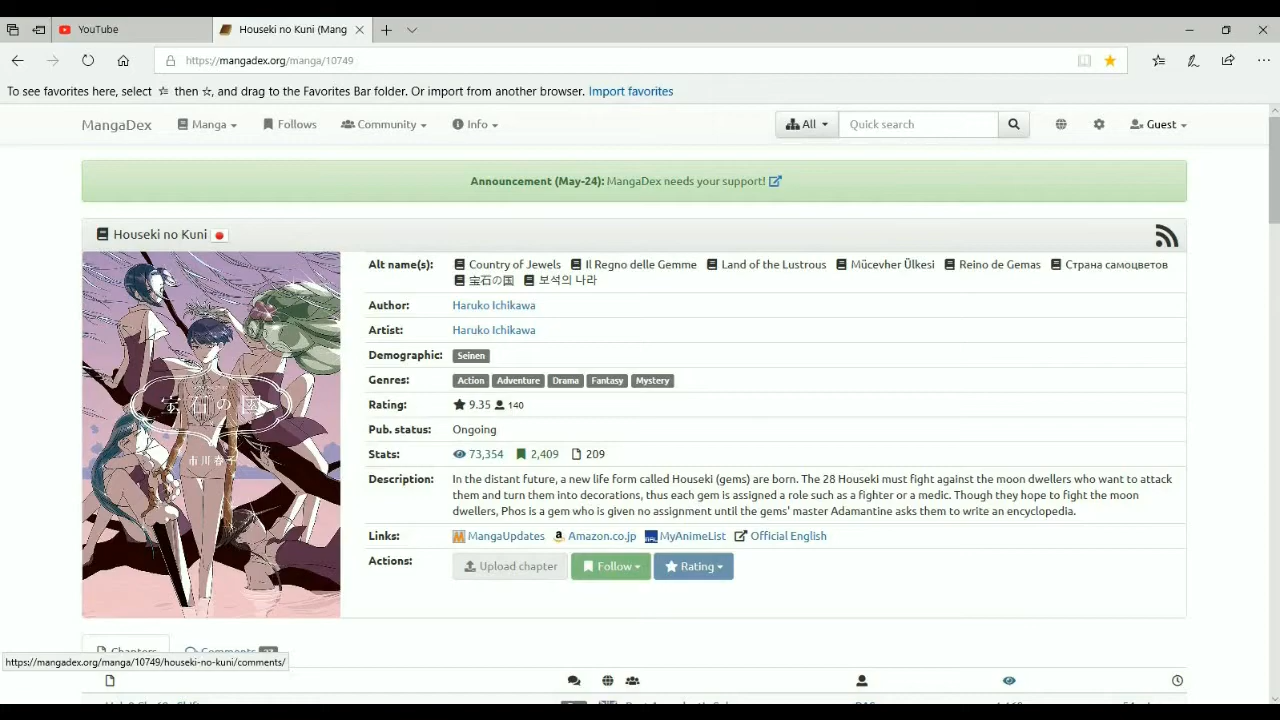 YouTube
Houseki no Kuni (Mang
https://mangadex.org/manga/10749
To see favorites here, select ☆ then ☆, and drag to the Favorites Bar folder. Or import from another browser. Import favorites
MangaDex Manga Follows Community Info All Quick search Guest
Announcement (May-24): MangaDex needs your support!
Houseki no Kuni
Alt name(s): Country of Jewels Il Regno delle Gemme Land of the Lustrous Mücevher Ülkesi Reino de Gemas Страна самоцветов
宝石の国 보석의 나라
Author: Haruko Ichikawa
Artist: Haruko Ichikawa
Demographic: Seinen
Genres: Action Adventure Drama Fantasy Mystery
Rating: 9.35 140
Pub. status: Ongoing
Stats: 73,354 2,409 209
Description: In the distant future, a new life form called Houseki (gems) are born. The 28 Houseki must fight against the moon dwellers who want to attack
them and turn them into decorations, thus each gem is assigned a role such as a fighter or a medic. Though they hope to fight the moon
dwellers, Phos is a gem who is given no assignment until the gems' master Adamantine asks them to write an encyclopedia.
Links: MangaUpdates Amazon.co.jp MyAnimeList Official English
Actions: Upload chapter Follow Rating
宝石の国
市川春子
Chapters Comments
https://mangadex.org/manga/10749/houseki-no-kuni/comments/